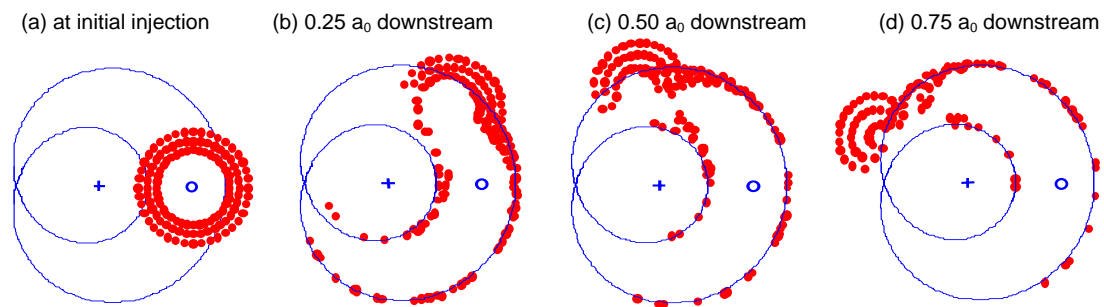 (a) at initial injection
(b) 0.25 a₀ downstream
(c) 0.50 a₀ downstream
(d) 0.75 a₀ downstream